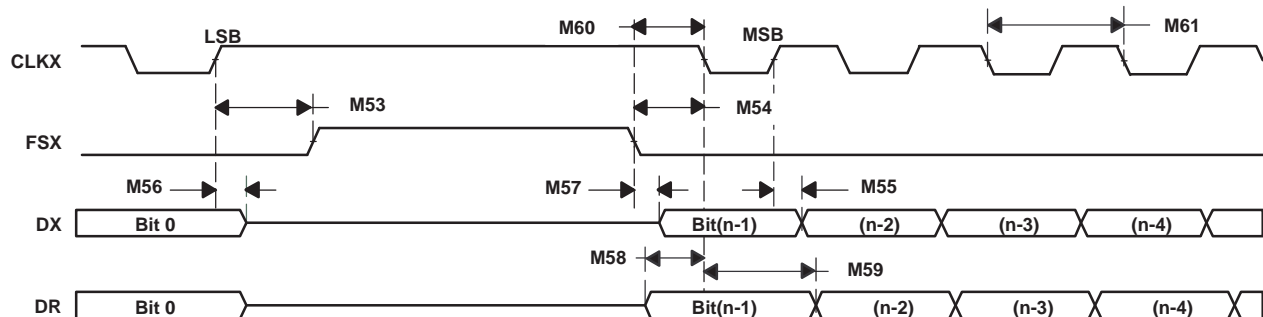 LSB
M60
MSB
M61
CLKX
M53
M54
FSX
M56
M57
M55
DX
Bit 0
Bit(n-1)
(n-2)
(n-3)
(n-4)
M58
M59
DR
Bit 0
Bit(n-1)
(n-2)
(n-3)
(n-4)